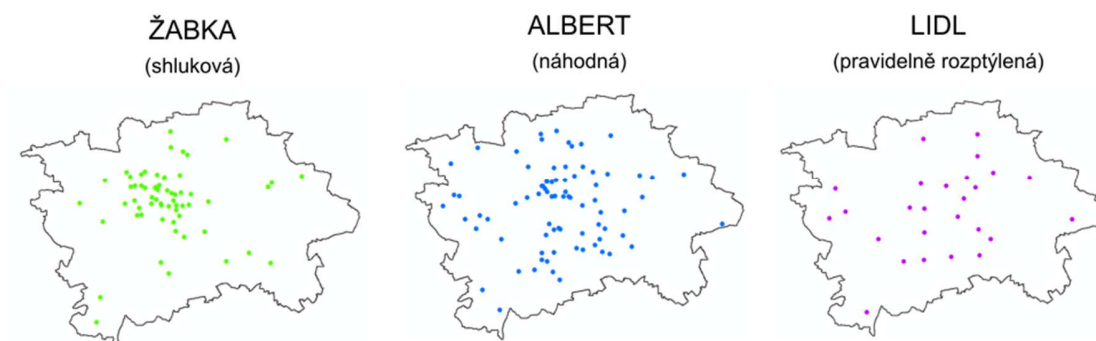 ŽABKA
(shluková)
ALBERT
(náhodná)
LIDL
(pravidelně rozptýlená)